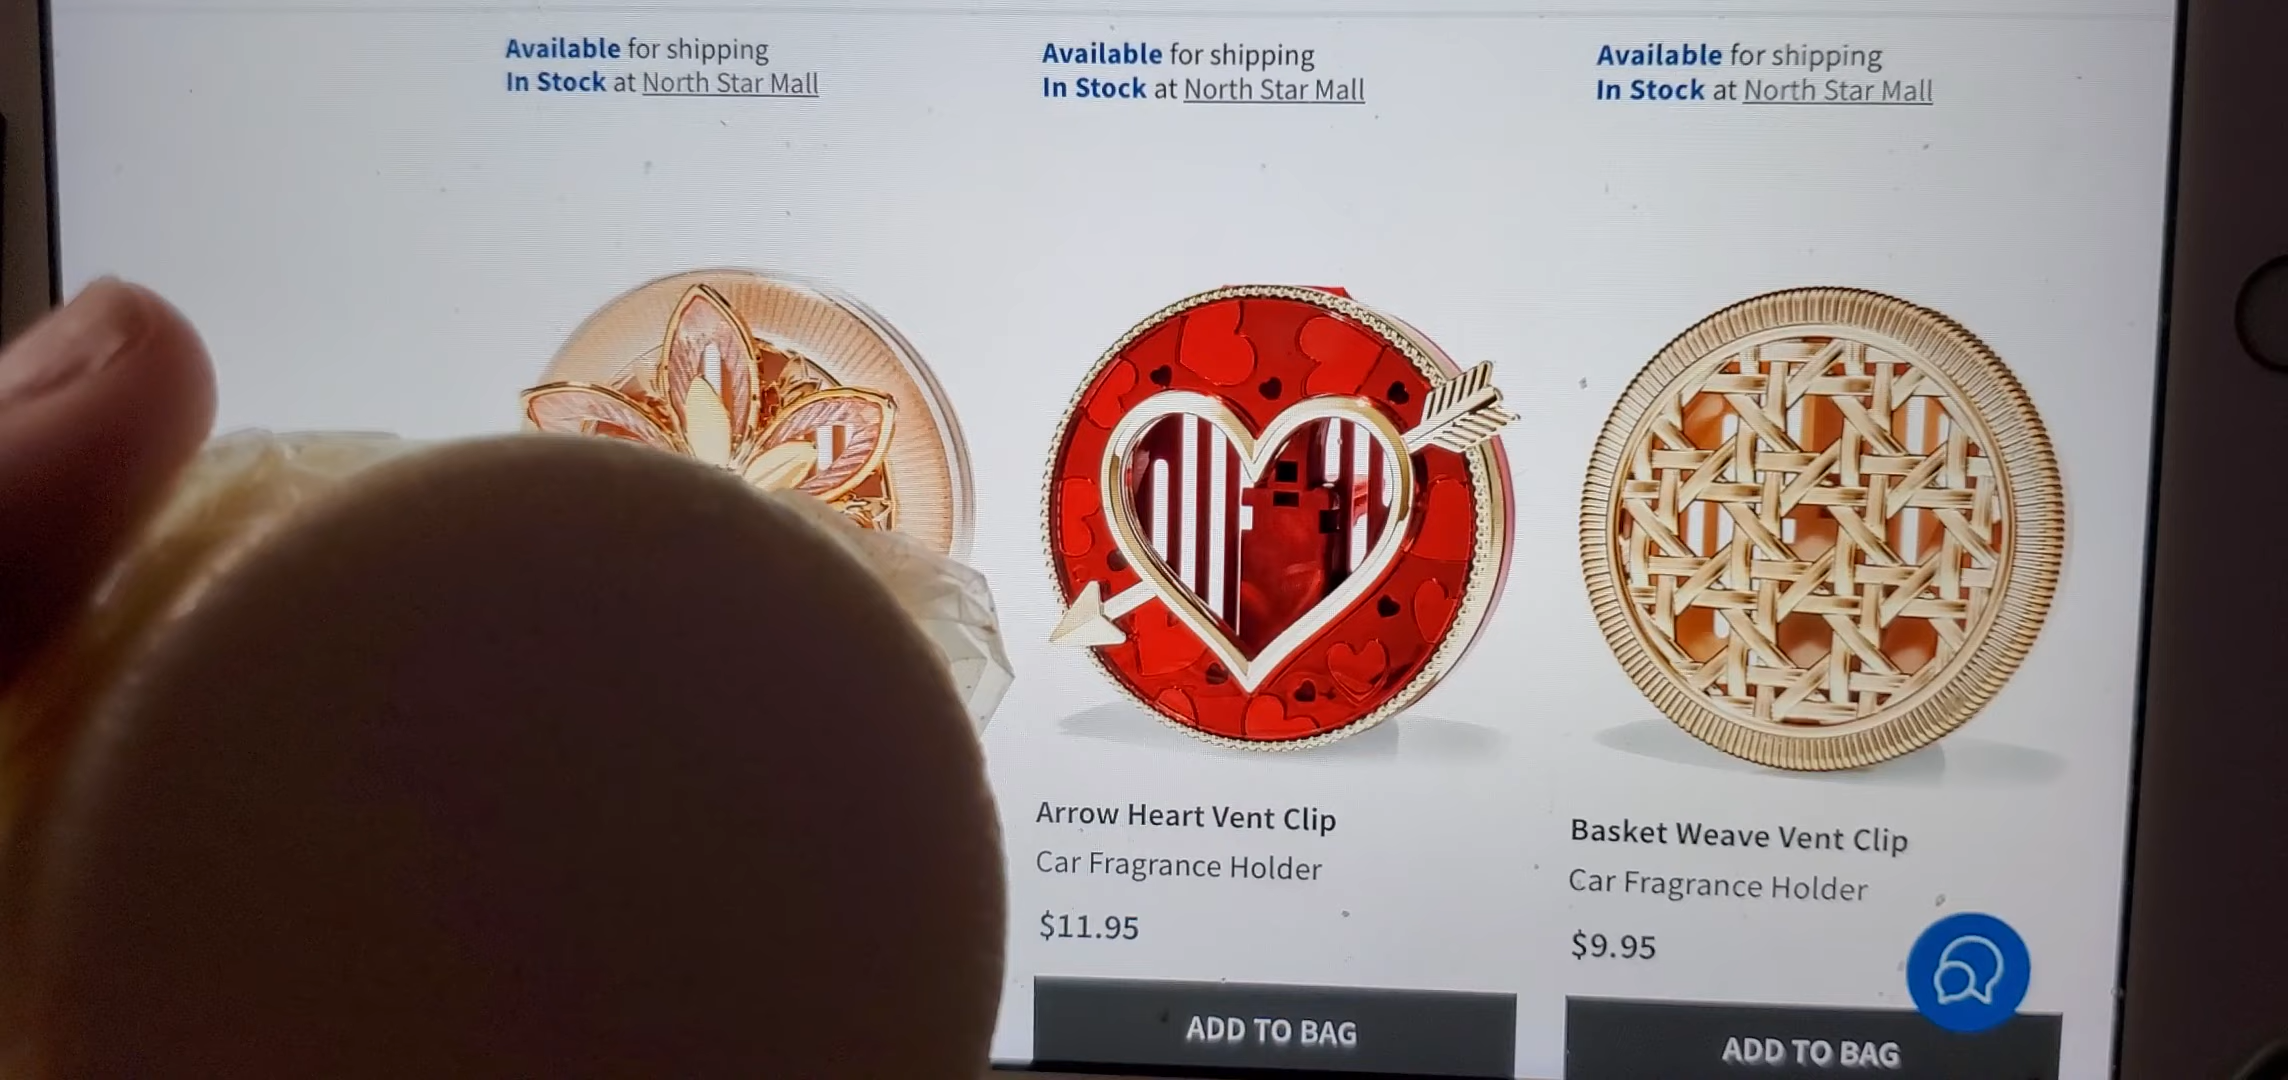 Available for shipping
In Stock at North Star Mall
Available for shipping
In Stock at North Star Mall
Available for shipping
In Stock at North Star Mall
Arrow Heart Vent Clip
Car Fragrance Holder
$11.95
ADD TO BAG
Basket Weave Vent Clip
Car Fragrance Holder
$9.95
ADD TO BAG